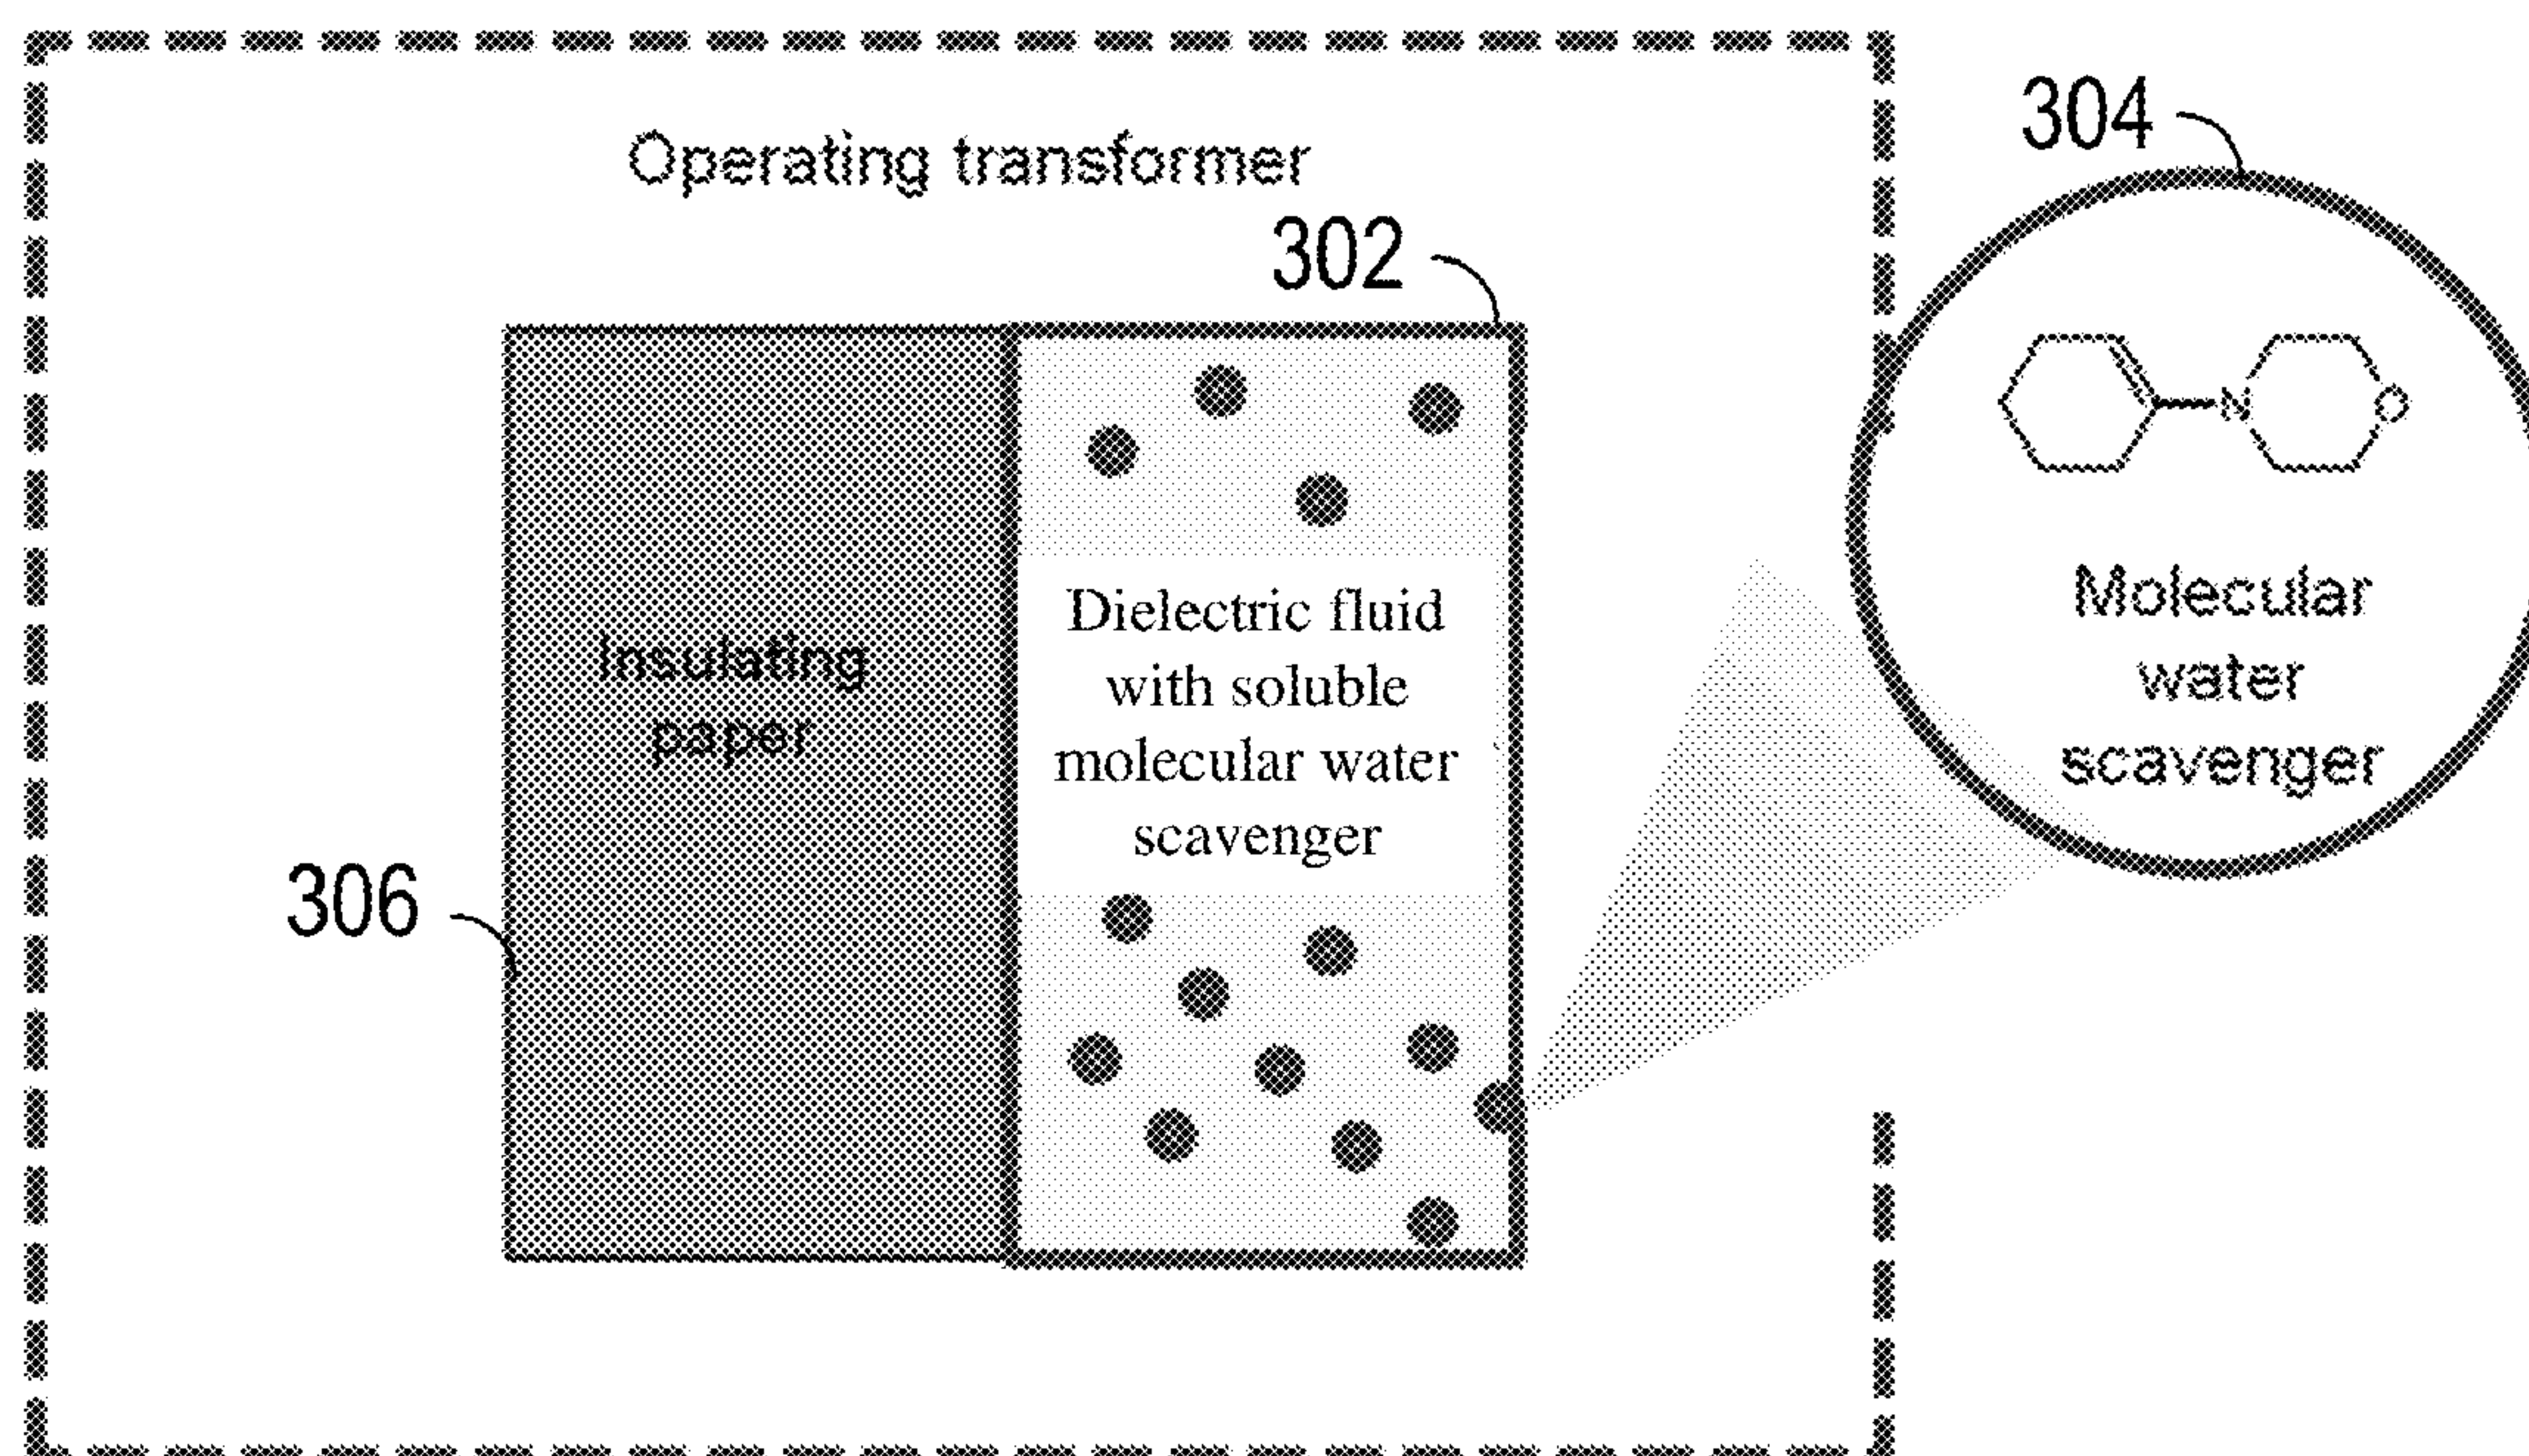 Operating transformer
302
304
N
O
Molecular
water
scavenger
Insulating
paper
Dielectric fluid
with soluble
molecular water
scavenger
306